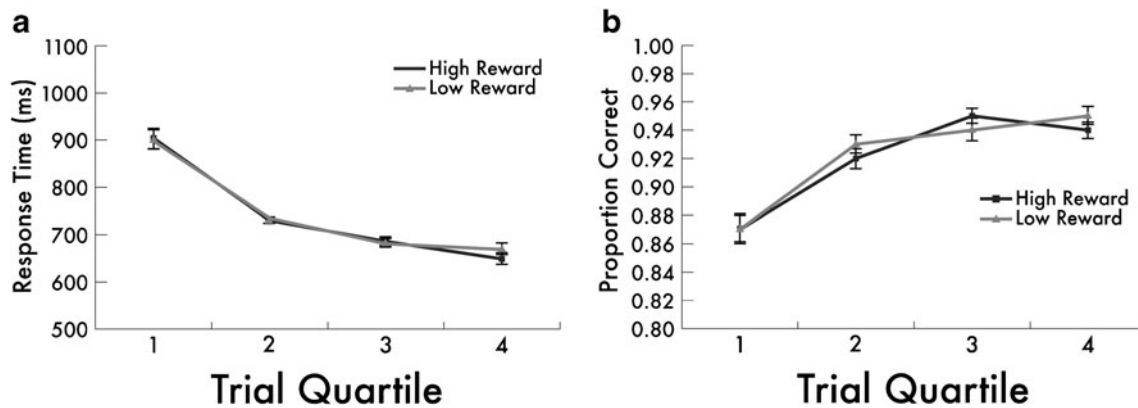 a
1100
1000
900
800
700
600
500
Response Time (ms)
High Reward
Low Reward
1 2 3 4
Trial Quartile
b
1.00
0.98
0.96
0.94
0.92
0.90
0.88
0.86
0.84
0.82
0.80
Proportion Correct
High Reward
Low Reward
1 2 3 4
Trial Quartile